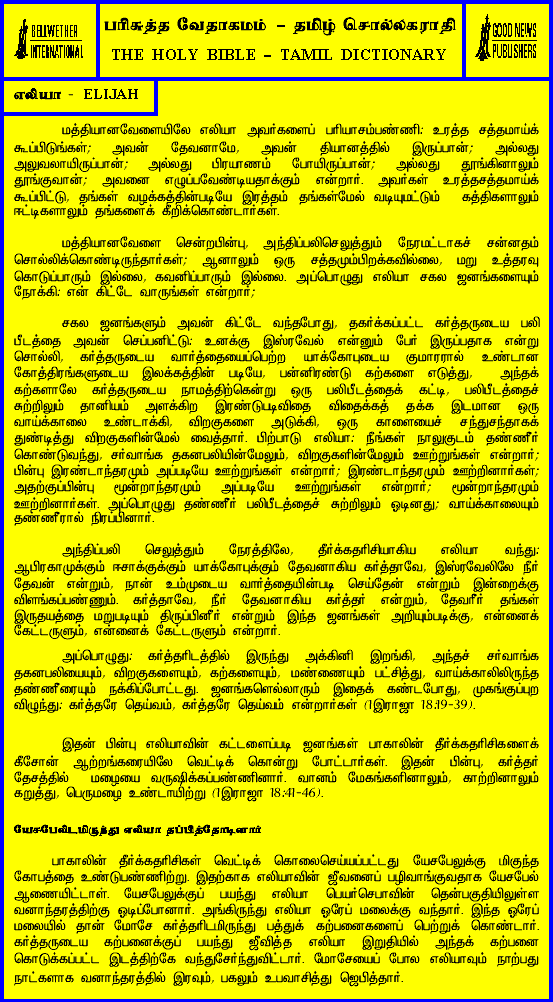 BELLWETHER
INTERNATIONAL
பரிசுத்த வேதாகமம் – தமிழ் சொல்லகராதி
THE HOLY BIBLE – TAMIL DICTIONARY
GOOD NEWS
PUBLISHERS
எலியா - ELIJAH
மத்தியானவேளையிலே எலியா அவர்களைப் பரியாசம்பண்ணி: உரத்த சத்தமாய்க்
கூப்பிடுங்கள்; அவன் தேவனாமே, அவன் தியானத்தில் இருப்பான்; அல்லது
அலுவலாயிருப்பான்; அல்லது பிரயாணம் போயிருப்பான்; அல்லது தூங்கினாலும்
தூங்குவான்; அவனை எழுப்பவேண்டியதாக்கும் என்றார். அவர்கள் உரத்தசத்தமாய்க்
கூப்பிட்டு, தங்கள் வழக்கத்தின்படியே இரத்தம் தங்கள்மேல் வடியுமட்டும் கத்திகளாலும்
ஈட்டிகளாலும் தங்களைக் கீறிக்கொண்டார்கள்.
மத்தியானவேளை சென்றபின்பு, அந்திப்பலிசெலுத்தும் நேரமட்டாகச் சன்னதம்
சொல்லிக்கொண்டிருந்தார்கள்; ஆனாலும் ஒரு சத்தமும்பிறக்கவில்லை, மறு உத்தரவு
கொடுப்பாரும் இல்லை, கவனிப்பாரும் இல்லை. அப்பொழுது எலியா சகல ஜனங்களையும்
நோக்கி: என் கிட்டே வாருங்கள் என்றார்;
சகல ஜனங்களும் அவன் கிட்டே வந்தபோது, தகர்க்கப்பட்ட கர்த்தருடைய பலி
பீடத்தை அவன் செப்பனிட்டு: உனக்கு இஸ்ரவேல் என்னும் பேர் இருப்பதாக என்று
சொல்லி, கர்த்தருடைய வார்த்தையைப்பெற்ற யாக்கோபுடைய குமாரரால் உண்டான
கோத்திரங்களுடைய இலக்கத்தின் படியே, பன்னிரண்டு கற்களை எடுத்து, அந்தக்
கற்களாலே கர்த்தருடைய நாமத்திற்கென்று ஒரு பலிபீடத்தைக் கட்டி, பலிபீடத்தைச்
சுற்றிலும் தானியம் அளக்கிற இரண்டுபடிவிதை விதைக்கத் தக்க இடமான ஒரு
வாய்க்காலை உண்டாக்கி, விறகுகளை அடுக்கி, ஒரு காளையைச் சந்துசந்தாகக்
துண்டித்து விறகுகளின்மேல் வைத்தார். பிற்பாடு எலியா: நீங்கள் நாலுகுடம் தண்ணீர்
கொண்டுவந்து, சர்வாங்க தகனபலியின்மேலும், விறகுகளின்மேலும் ஊற்றுங்கள் என்றார்;
பின்பு இரண்டாந்தரமும் அப்படியே ஊற்றுங்கள் என்றார்; இரண்டாந்தரமும் ஊற்றினார்கள்;
அதற்குப்பின்பு மூன்றாந்தரமும் அப்படியே ஊற்றுங்கள் என்றார்; மூன்றாந்தரமும்
ஊற்றினார்கள். அப்பொழுது தண்ணீர் பலிபீடத்தைச் சுற்றிலும் ஓடினது; வாய்க்காலையும்
தண்ணீரால் நிரப்பினார்.
அந்திப்பலி செலுத்தும் நேரத்திலே, தீர்க்கதரிசியாகிய எலியா வந்து:
ஆபிரகாமுக்கும் ஈசாக்குக்கும் யாக்கோபுக்கும் தேவனாகிய கர்த்தாவே, இஸ்ரவேலிலே நீர்
தேவன் என்றும், நான் உம்முடைய வார்த்தையின்படி செய்தேன் என்றும் இன்றைக்கு
விளங்கப்பண்ணும். கர்த்தாவே, நீர் தேவனாகிய கர்த்தர் என்றும், தேவரீர் தங்கள்
இருதயத்தை மறுபடியும் திருப்பினீர் என்றும் இந்த ஜனங்கள் அறியும்படிக்கு, என்னைக்
கேட்டருளும், என்னைக் கேட்டருளும் என்றார்.
அப்பொழுது: கர்த்தரிடத்தில் இருந்து அக்கினி இறங்கி, அந்தச் சர்வாங்க
தகனபலியையும், விறகுகளையும், கற்களையும், மண்ணையும் பட்சித்து, வாய்க்காலிலிருந்த
தண்ணீரையும் நக்கிப்போட்டது. ஜனங்களெல்லாரும் இதைக் கண்டபோது, முகங்குப்புற
விழுந்து: கர்த்தரே தெய்வம், கர்த்தரே தெய்வம் என்றார்கள் (1இராஜா 18:19-39).
இதன் பின்பு எலியாவின் கட்டளைப்படி ஜனங்கள் பாகாலின் தீர்க்கதரிசிகளைக்
கீசோன் ஆற்றங்கரையிலே வெட்டிக் கொன்று போட்டார்கள். இதன் பின்பு, கர்த்தர்
தேசத்தில் மழையை வருஷிக்கப்பண்ணினார். வானம் மேகங்களினாலும், காற்றினாலும்
கறுத்து, பெருமழை உண்டாயிற்று (1இராஜா 18:41-46).
யேசபேலிடமிருந்து எலியா தப்பித்தோடினார்
பாகாலின் தீர்க்கதரிசிகள் வெட்டிக் கொலைசெய்யப்பட்டது யேசபேலுக்கு மிகுந்த
கோபத்தை உண்டுபண்ணிற்று. இதற்காக எலியாவின் ஜீவனைப் பழிவாங்குவதாக யேசபேல்
ஆணையிட்டாள். யேசபேலுக்குப் பயந்து எலியா பெயர்செபாவின் தென்பகுதியிலுள்ள
வனாந்தரத்திற்கு ஓடிப்போனார். அங்கிருந்து எலியா ஓரேப் மலைக்கு வந்தார். இந்த ஓரேப்
மலையில் தான் மோசே கர்த்தரிடமிருந்து பத்துக் கற்பனைகளைப் பெற்றுக் கொண்டார்.
கர்த்தருடைய கற்பனைக்குப் பயந்து ஜீவித்த எலியா இறுதியில் அந்தக் கற்பனை
கொடுக்கப்பட்ட இடத்திற்கே வந்துசேர்ந்துவிட்டார். மோசேயைப் போல எலியாவும் நாற்பது
நாட்களாக வனாந்தரத்தில் இரவும், பகலும் உபவாசித்து ஜெபித்தார்.